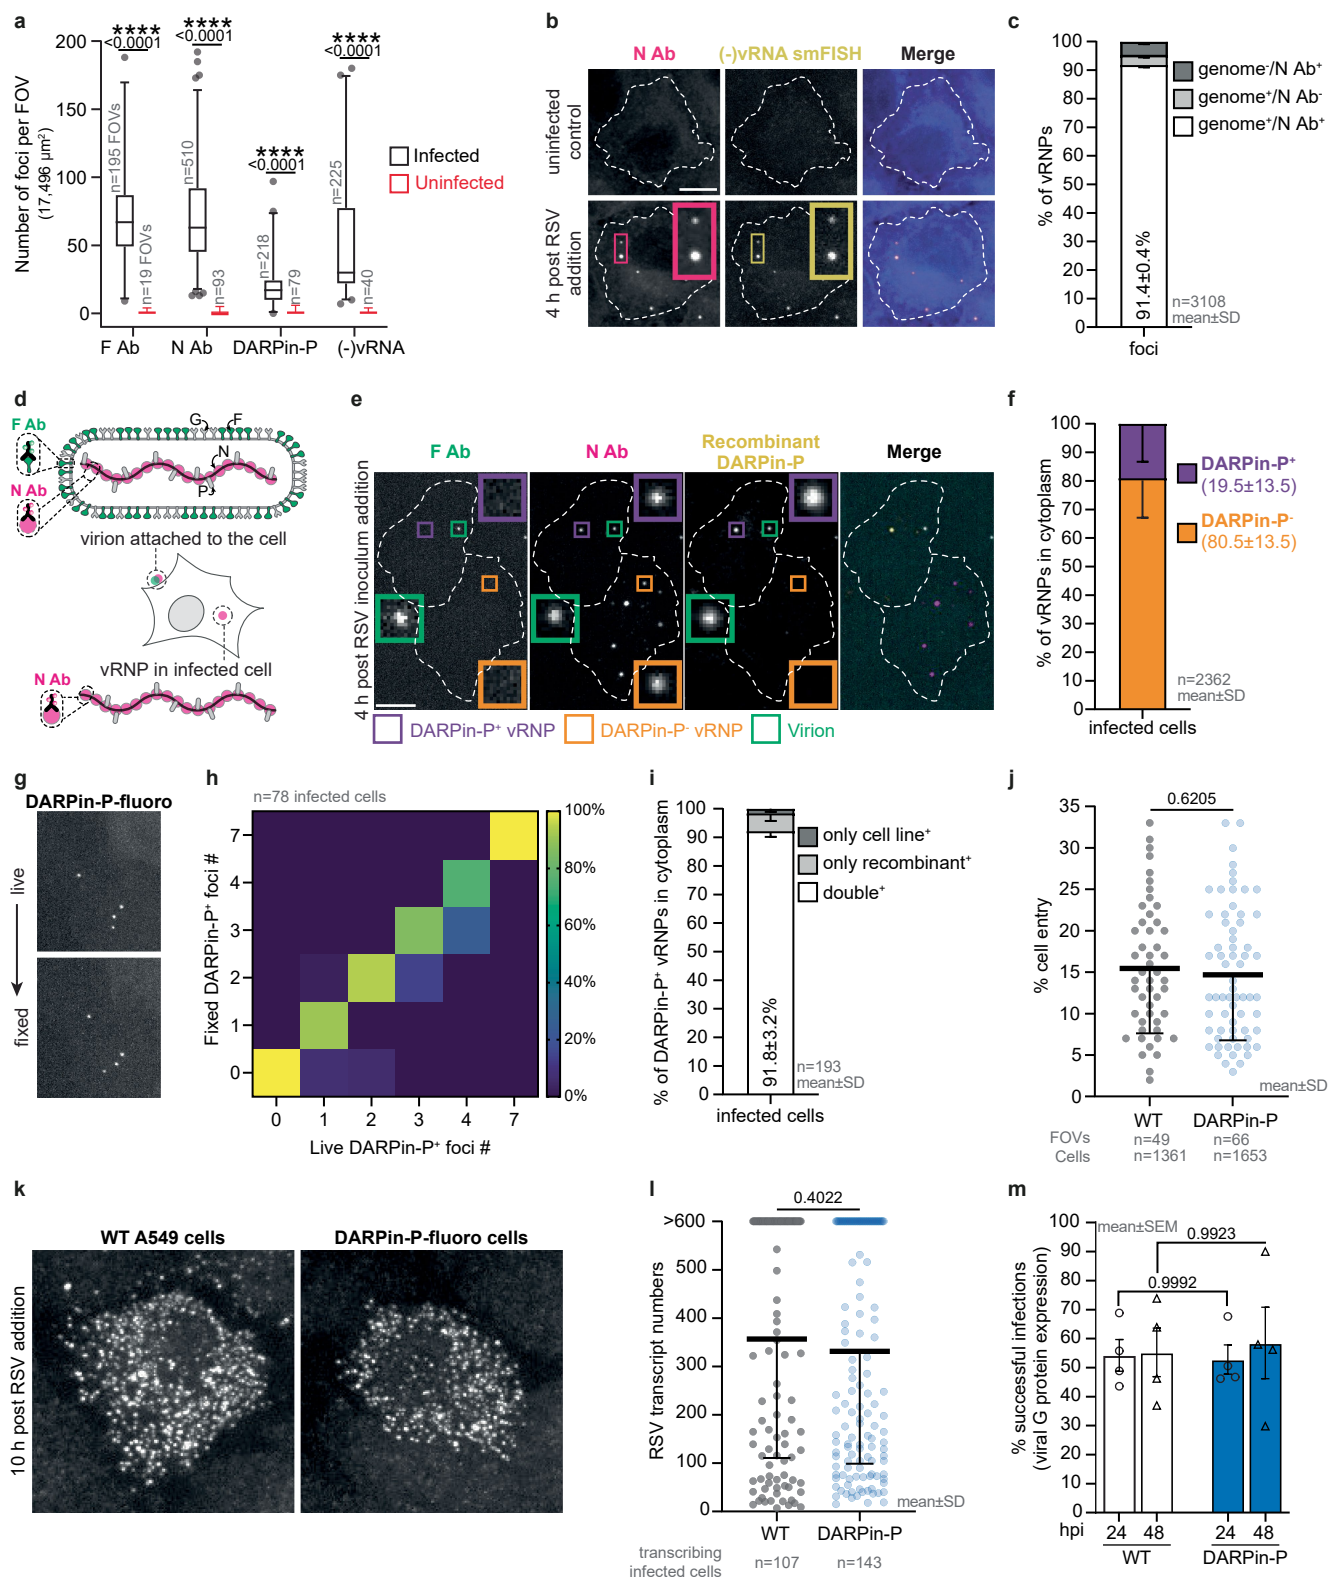 a
Number of foci per FOV
(17,496 µm²)
200
150
100
50
0
****
<0.0001
****
<0.0001
****
<0.0001
****
<0.0001
n=195 FOVs
n=19 FOVs
n=510
n=93
n=218
n=79
n=225
n=40
Infected
Uninfected
F Ab
N Ab
DARPin-P
(-)vRNA
b
N Ab
(-)vRNA smFISH
Merge
uninfected
control
4 h post RSV
addition
c
% of vRNPs
100
90
80
70
60
50
40
30
20
10
0
91.4±0.4%
genome⁻/N Ab⁺
genome⁺/N Ab⁻
genome⁺/N Ab⁺
n=3108
mean±SD
foci
d
F Ab
N Ab
G
F
N
P
virion attached to the cell
vRNP in infected cell
N Ab
e
F Ab
N Ab
Recombinant
DARPin-P
Merge
4 h post RSV inoculum addition
DARPin-P⁺ vRNP
DARPin-P⁻ vRNP
Virion
f
% of vRNPs in cytoplasm
100
90
80
70
60
50
40
30
20
10
0
DARPin-P⁺
(19.5±13.5)
DARPin-P⁻
(80.5±13.5)
n=2362
mean±SD
infected cells
g
DARPin-P-fluoro
live
fixed
h
n=78 infected cells
Fixed DARPin-P⁺ foci #
7
4
3
2
1
0
0
1
2
3
4
7
Live DARPin-P⁺ foci #
100%
80%
60%
40%
20%
0%
i
% of DARPin-P⁺ vRNPs in cytoplasm
100
90
80
70
60
50
40
30
20
10
0
91.8±3.2%
only cell line⁺
only recombinant⁺
double⁺
n=193
mean±SD
infected cells
j
% cell entry
35
30
25
20
15
10
5
0
0.6205
mean±SD
WT
DARPin-P
FOVs
n=49
n=66
Cells
n=1361
n=1653
k
WT A549 cells
DARPin-P-fluoro cells
10 h post RSV addition
l
RSV transcript numbers
>600
500
400
300
200
100
0
0.4022
mean±SD
WT
DARPin-P
transcribing
infected cells
n=107
n=143
m
% successful infections
(viral G protein expression)
100
90
80
70
60
50
40
30
20
10
0
mean±SEM
0.9923
0.9992
hpi
24
48
24
48
WT
DARPin-P